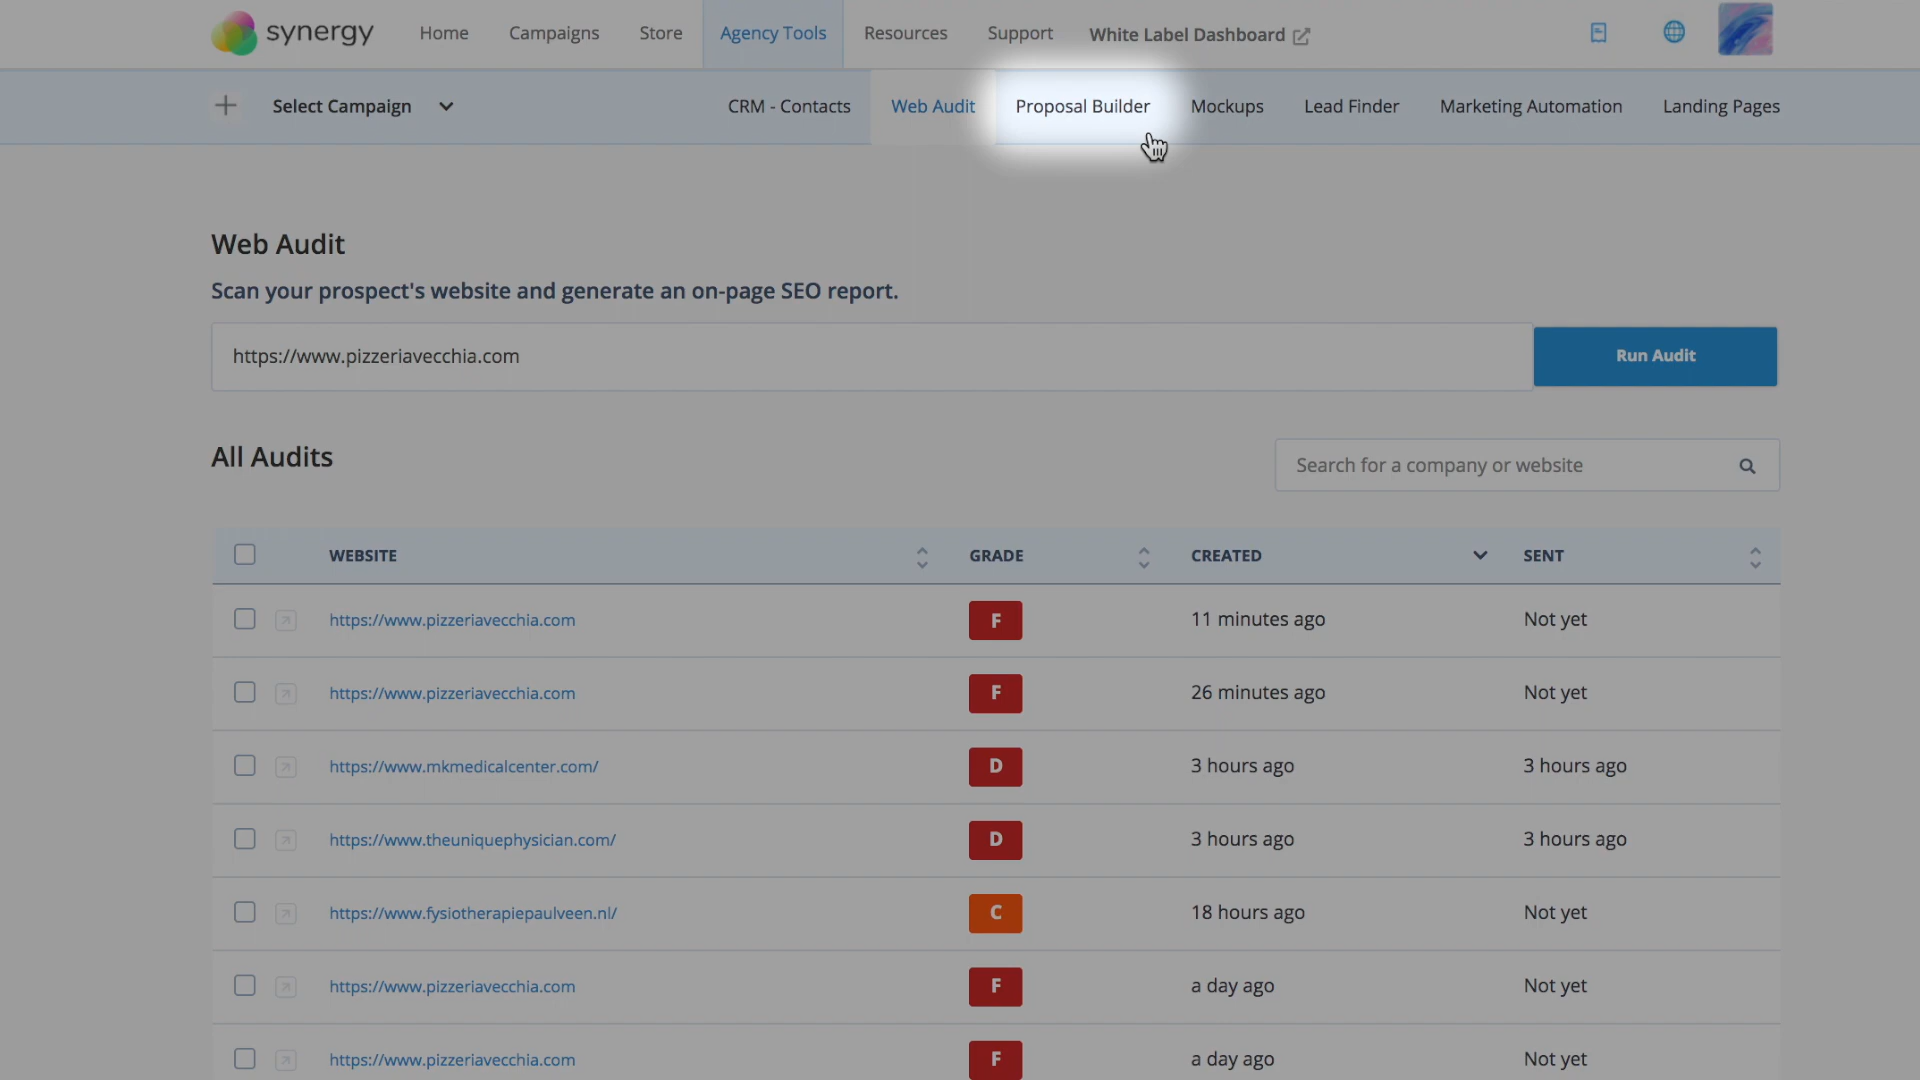 synergy
Home Campaigns Store Agency Tools Resources Support White Label Dashboard
Select Campaign CRM - Contacts Web Audit Proposal Builder Mockups Lead Finder Marketing Automation Landing Pages
Web Audit
Scan your prospect's website and generate an on-page SEO report.
https://www.pizzeriavecchia.com Run Audit
All Audits Search for a company or website
WEBSITE GRADE CREATED SENT
https://www.pizzeriavecchia.com F 11 minutes ago Not yet
https://www.pizzeriavecchia.com F 26 minutes ago Not yet
https://www.mkmedicalcenter.com/ D 3 hours ago 3 hours ago
https://www.theuniquephysician.com/ D 3 hours ago 3 hours ago
https://www.fysiotherapiepaulveen.nl/ C 18 hours ago Not yet
https://www.pizzeriavecchia.com F a day ago Not yet
https://www.pizzeriavecchia.com F a day ago Not yet